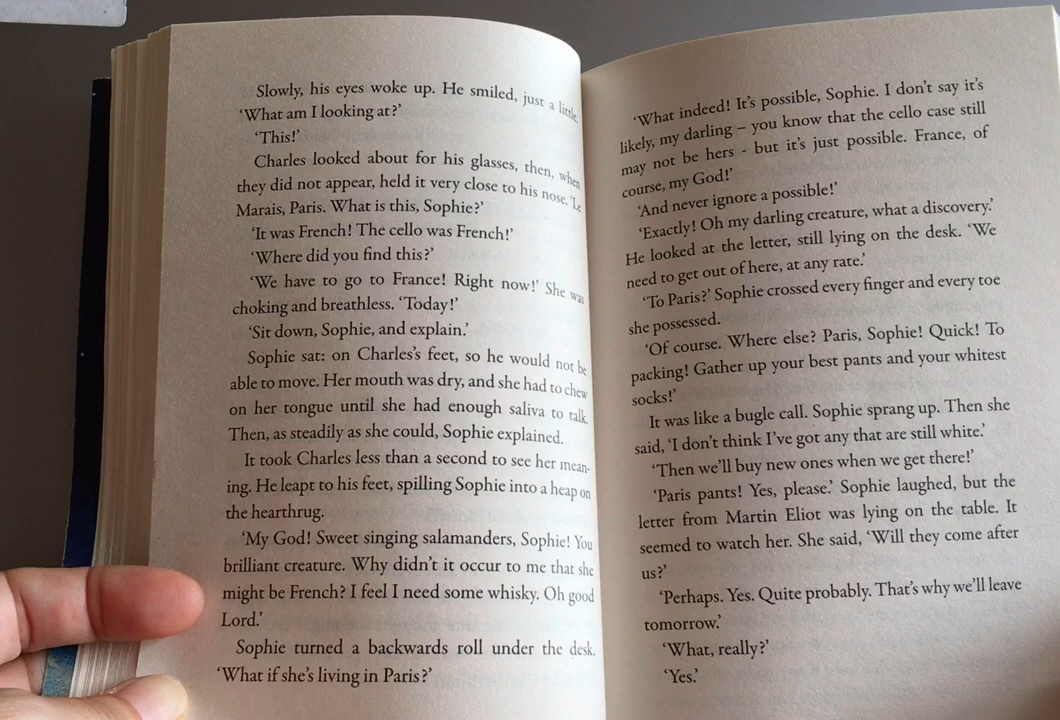 Slowly, his eyes woke up. He smiled, just a little.
‘What am I looking at?’
‘This!’
Charles looked about for his glasses, then, when
they did not appear, held it very close to his nose. ‘Le
Marais, Paris. What is this, Sophie?’
‘It was French! The cello was French!’
‘Where did you find this?’
‘We have to go to France! Right now!’ She was
choking and breathless. ‘Today!’
‘Sit down, Sophie, and explain.’
Sophie sat: on Charles’s feet, so he would not be
able to move. Her mouth was dry, and she had to chew
on her tongue until she had enough saliva to talk.
Then, as steadily as she could, Sophie explained.
It took Charles less than a second to see her mean-
ing. He leapt to his feet, spilling Sophie into a heap on
the hearthrug.
‘My God! Sweet singing salamanders, Sophie! You
brilliant creature. Why didn’t it occur to me that she
might be French? I feel I need some whisky. Oh good
Lord.’
Sophie turned a backwards roll under the desk.
‘What if she’s living in Paris?’
‘What indeed! It’s possible, Sophie. I don’t say it’s
likely, my darling – you know that the cello case still
may not be hers - but it’s just possible. France, of
course, my God!’
‘And never ignore a possible!’
‘Exactly! Oh my darling creature, what a discovery.’
He looked at the letter, still lying on the desk. ‘We
need to get out of here, at any rate.’
‘To Paris?’ Sophie crossed every finger and every toe
she possessed.
‘Of course. Where else? Paris, Sophie! Quick! To
packing! Gather up your best pants and your whitest
socks!’
It was like a bugle call. Sophie sprang up. Then she
said, ‘I don’t think I’ve got any that are still white.’
‘Then we’ll buy new ones when we get there!’
‘Paris pants! Yes, please.’ Sophie laughed, but the
letter from Martin Eliot was lying on the table. It
seemed to watch her. She said, ‘Will they come after
us?’
‘Perhaps. Yes. Quite probably. That’s why we’ll leave
tomorrow.’
‘What, really?’
‘Yes.’